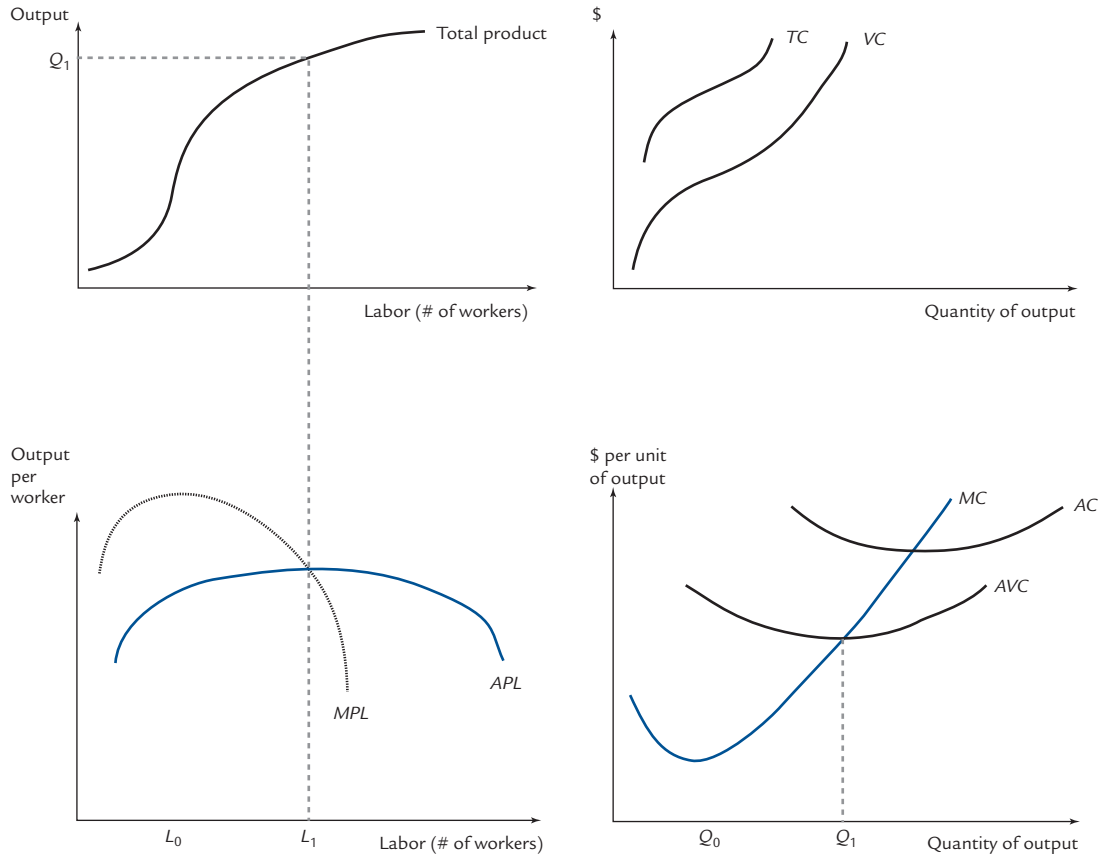 Output
Total product
Q1
Labor (# of workers)
$
TC
VC
Quantity of output
Output
per
worker
MPL
APL
L0
L1
Labor (# of workers)
$ per unit
of output
MC
AC
AVC
Q0
Q1
Quantity of output